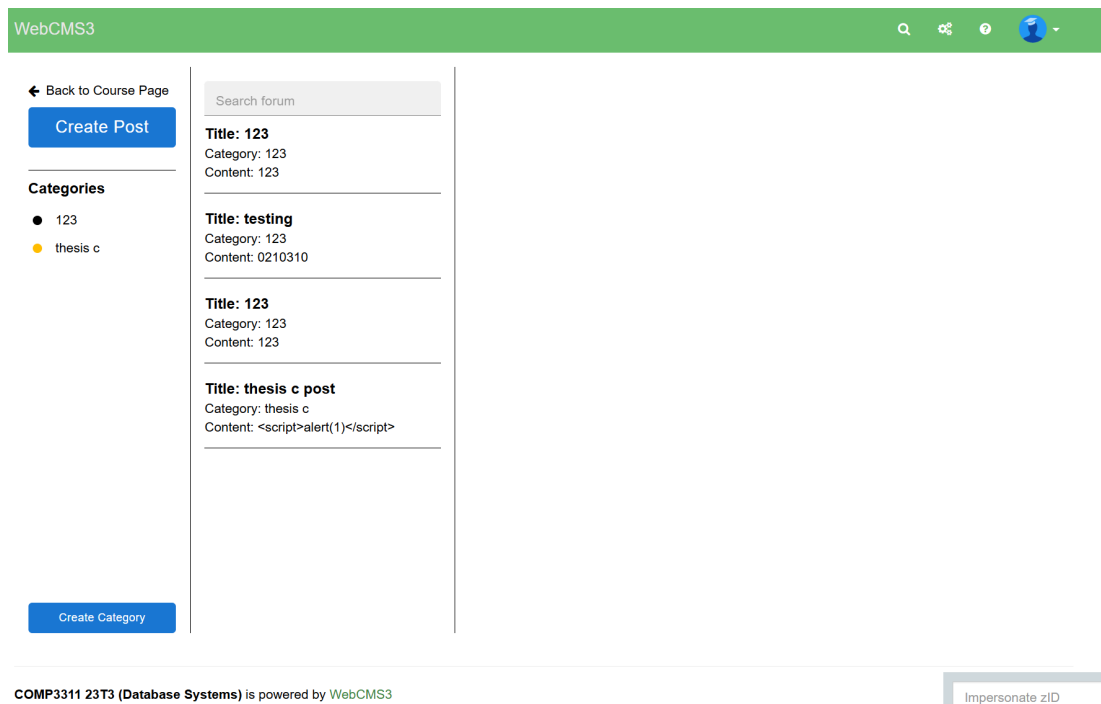 WebCMS3
Back to Course Page
Create Post
Categories
123
thesis c
Create Category
Search forum
Title: 123
Category: 123
Content: 123
Title: testing
Category: 123
Content: 0210310
Title: 123
Category: 123
Content: 123
Title: thesis c post
Category: thesis c
Content: <script>alert(1)</script>
COMP3311 23T3 (Database Systems) is powered by WebCMS3
Impersonate zID